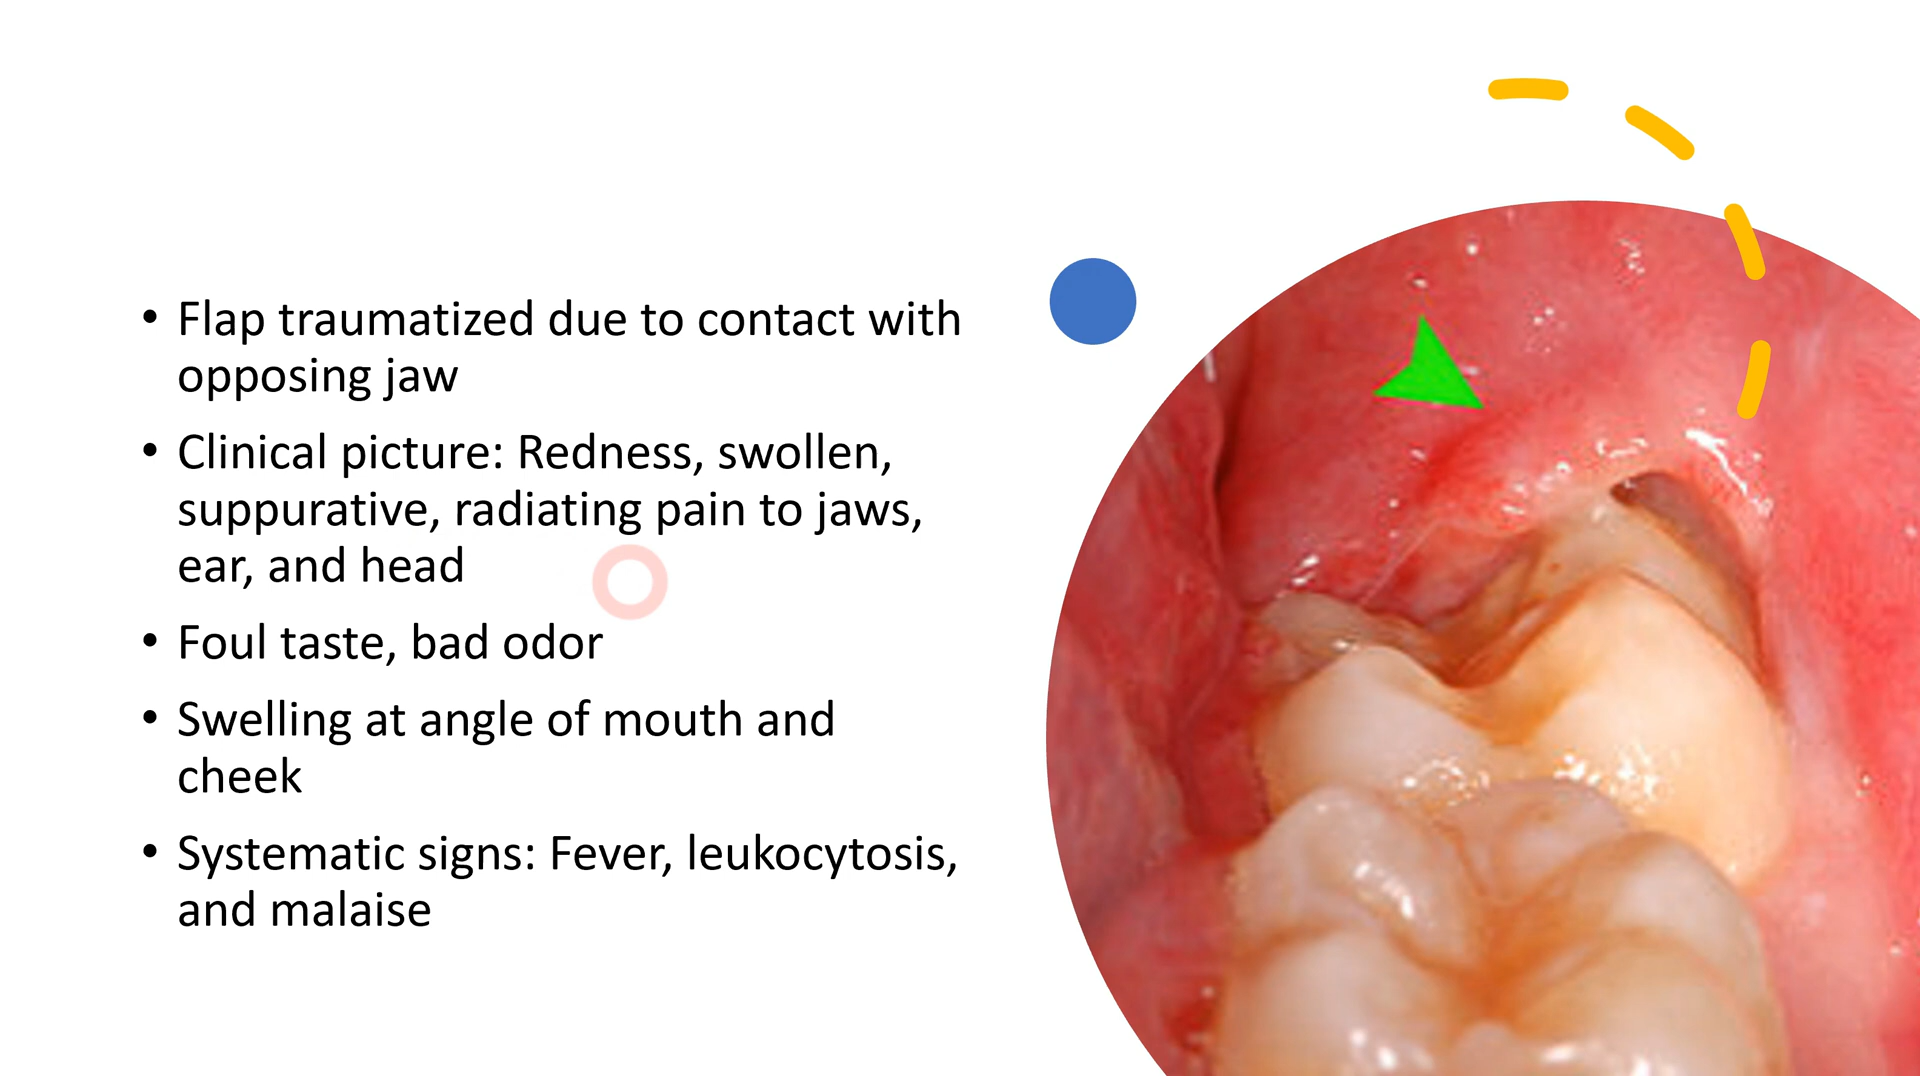 • Flap traumatized due to contact with
opposing jaw
• Clinical picture: Redness, swollen,
suppurative, radiating pain to jaws,
ear, and head
• Foul taste, bad odor
• Swelling at angle of mouth and
cheek
• Systematic signs: Fever, leukocytosis,
and malaise